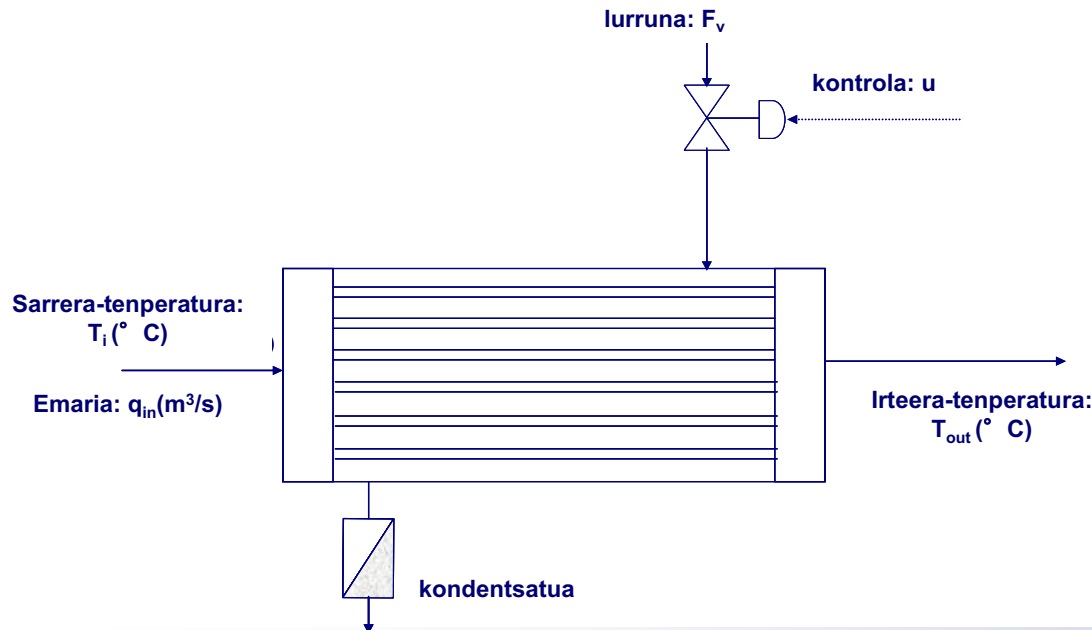 lurruna: Fv
kontrola: u
Sarrera-tenperatura:
Ti (° C)
Emaria: qin(m³/s)
Irteera-tenperatura:
Tout (° C)
kondentsatua